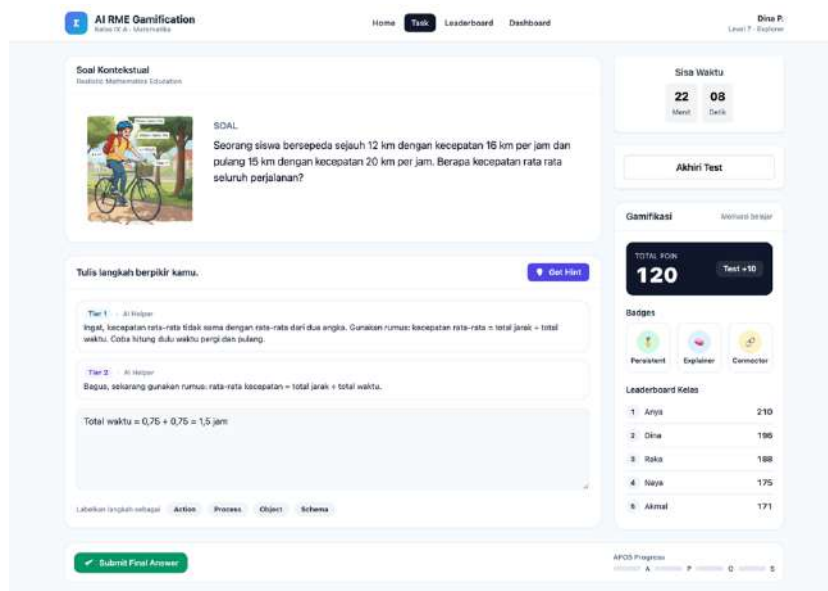 Σ
AI RME Gamification
Kelas IX A - Matematika
Home Task Leaderboard Dashboard
Dina P.
Level 7 · Explorer
Soal Kontekstual
Realistic Mathematics Education
SOAL
Seorang siswa bersepeda sejauh 12 km dengan kecepatan 16 km per jam dan
pulang 15 km dengan kecepatan 20 km per jam. Berapa kecepatan rata rata
seluruh perjalanan?
Tulis langkah berpikir kamu.
Get Hint
Tier 1 · AI Helper
Ingat, kecepatan rata-rata tidak sama dengan rata-rata dari dua angka. Gunakan rumus: kecepatan rata-rata = total jarak ÷ total
waktu. Coba hitung dulu waktu pergi dan pulang.
Tier 2 · AI Helper
Bagus, sekarang gunakan rumus: rata-rata kecepatan = total jarak ÷ total waktu.
Total waktu = 0,75 + 0,75 = 1,5 jam
Labelkan langkah sebagai Action Process Object Schema
Submit Final Answer
Sisa Waktu
22 08
Menit Detik
Akhiri Test
Gamifikasi
TOTAL POIN
120
Test +10
Badges
Persistent Explainer Connector
Leaderboard Kelas
1 Anya 210
2 Dina 196
3 Raka 188
4 Naya 175
5 Akmal 171
APOS Progress
A P O S